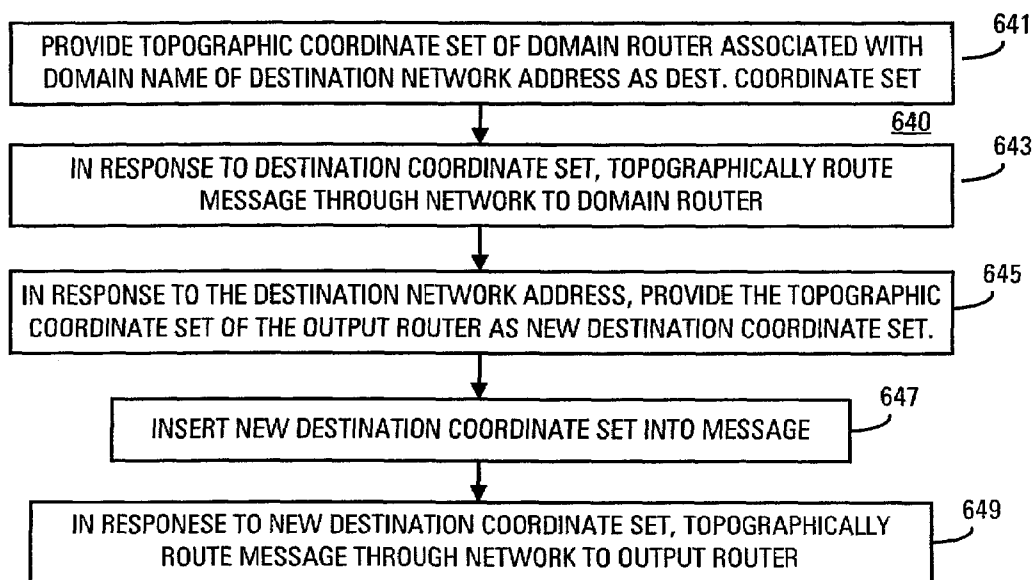 641
PROVIDE TOPOGRAPHIC COORDINATE SET OF DOMAIN ROUTER ASSOCIATED WITH
DOMAIN NAME OF DESTINATION NETWORK ADDRESS AS DEST. COORDINATE SET
640
643
IN RESPONSE TO DESTINATION COORDINATE SET, TOPOGRAPHICALLY ROUTE
MESSAGE THROUGH NETWORK TO DOMAIN ROUTER
645
IN RESPONSE TO THE DESTINATION NETWORK ADDRESS, PROVIDE THE TOPOGRAPHIC
COORDINATE SET OF THE OUTPUT ROUTER AS NEW DESTINATION COORDINATE SET.
647
INSERT NEW DESTINATION COORDINATE SET INTO MESSAGE
649
IN RESPONESE TO NEW DESTINATION COORDINATE SET, TOPOGRAPHICALLY
ROUTE MESSAGE THROUGH NETWORK TO OUTPUT ROUTER